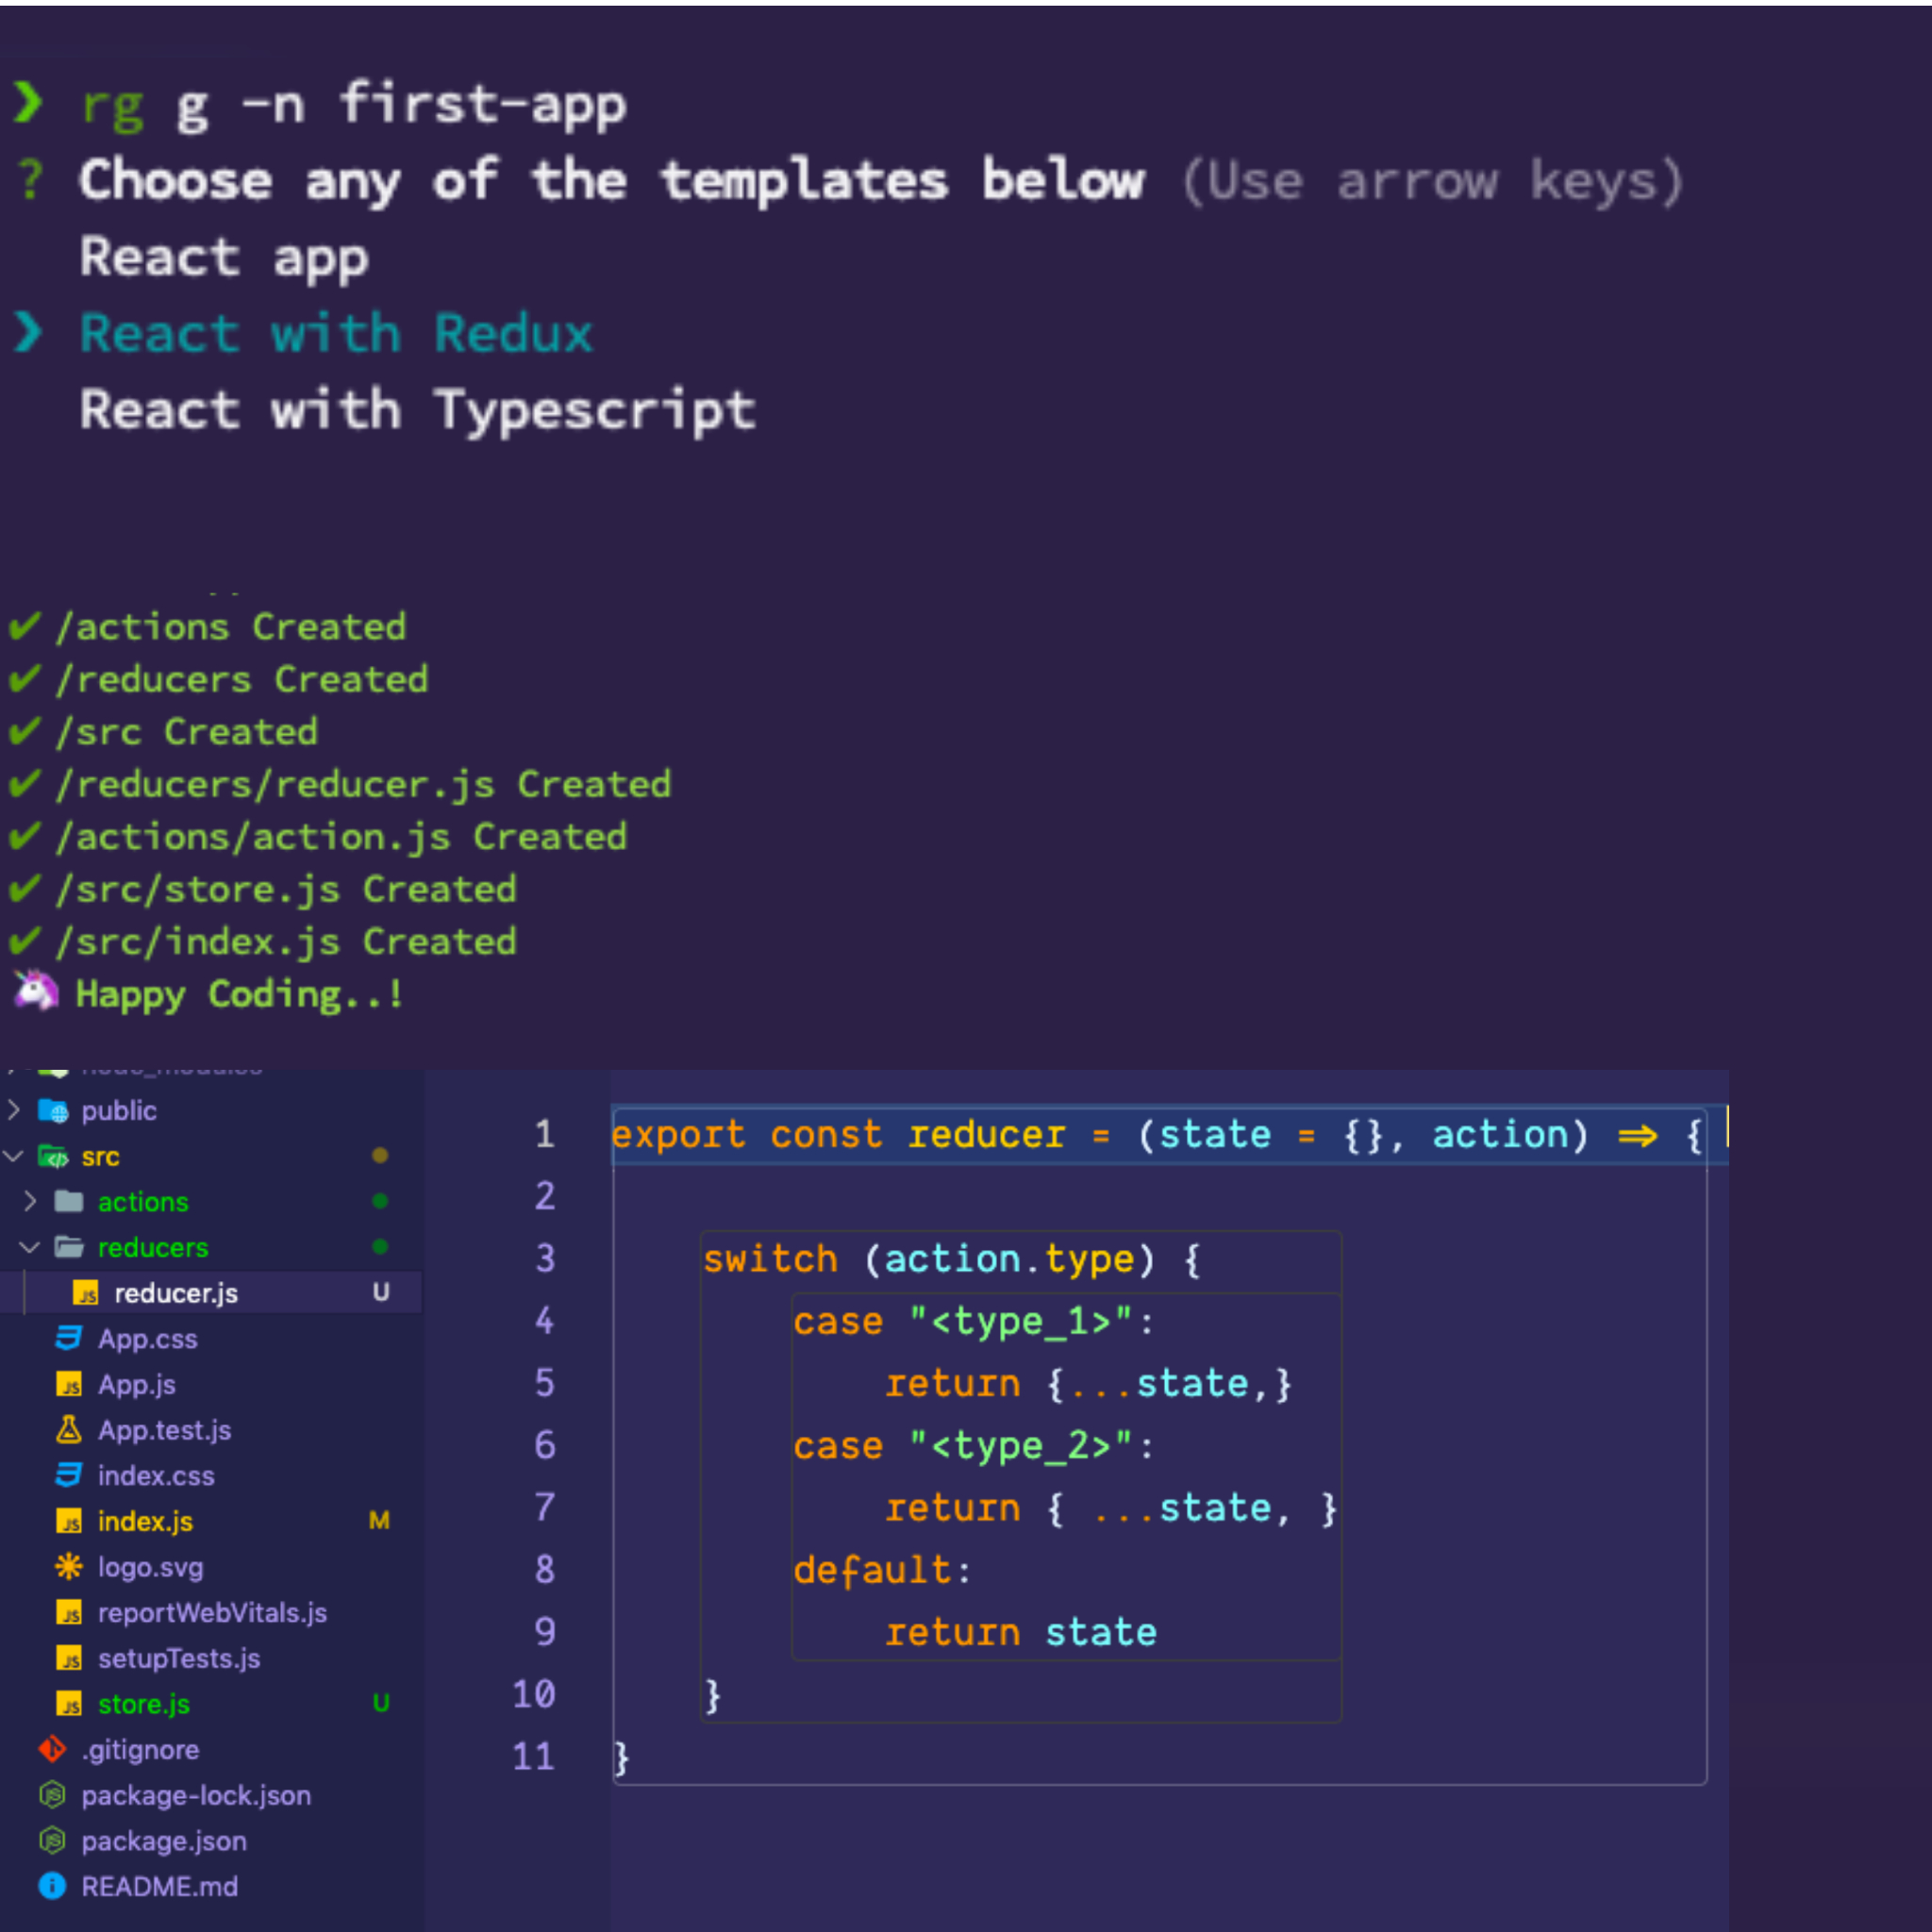 ❯ rg g -n first-app
? Choose any of the templates below (Use arrow keys)
React app
❯ React with Redux
React with Typescript
✔ /actions Created
✔ /reducers Created
✔ /src Created
✔ /reducers/reducer.js Created
✔ /actions/action.js Created
✔ /src/store.js Created
✔ /src/index.js Created
🦄 Happy Coding..!
node_modules
public
src
actions
reducers
reducer.js U
App.css
App.js
App.test.js
index.css
index.js M
logo.svg
reportWebVitals.js
setupTests.js
store.js U
.gitignore
package-lock.json
package.json
README.md
1 export const reducer = (state = {}, action) => {
2
3 switch (action.type) {
4 case "<type_1>":
5 return {...state,}
6 case "<type_2>":
7 return { ...state, }
8 default:
9 return state
10 }
11 }